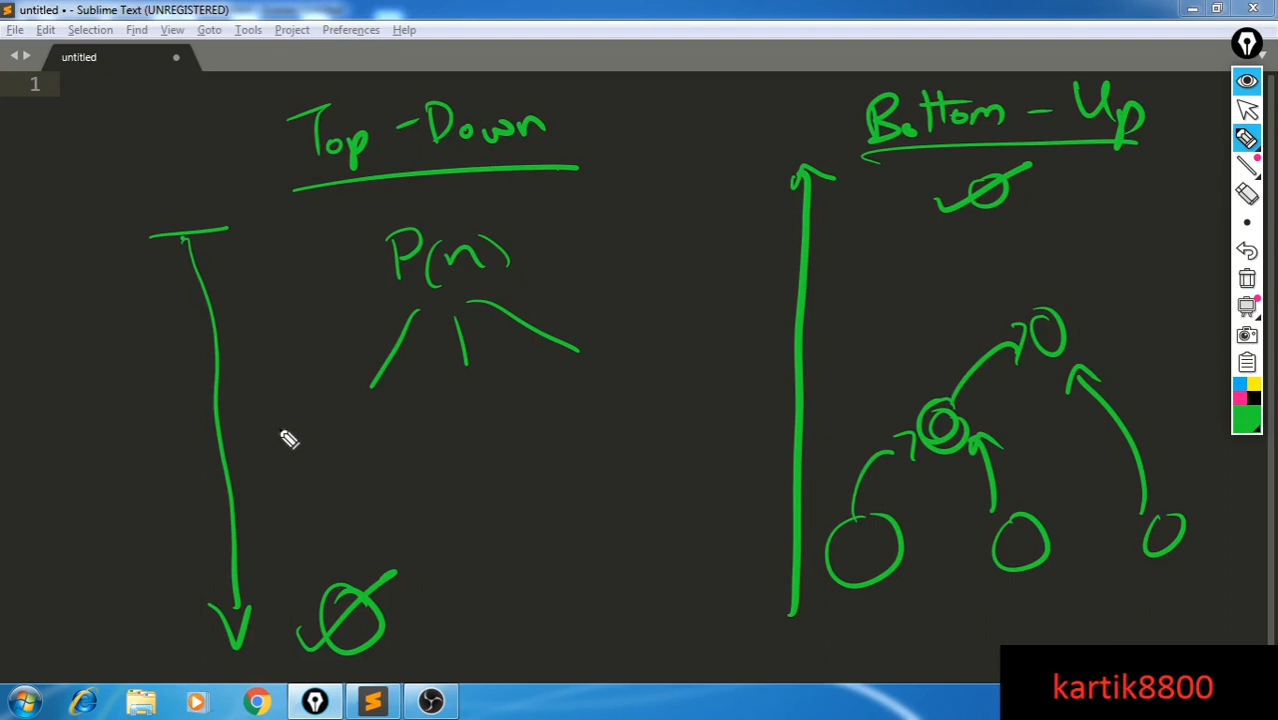 untitled • - Sublime Text (UNREGISTERED)
File Edit Selection Find View Goto Tools Project Preferences Help
untitled
1
Top-Down
Bottom-Up
P(n)
kartik8800